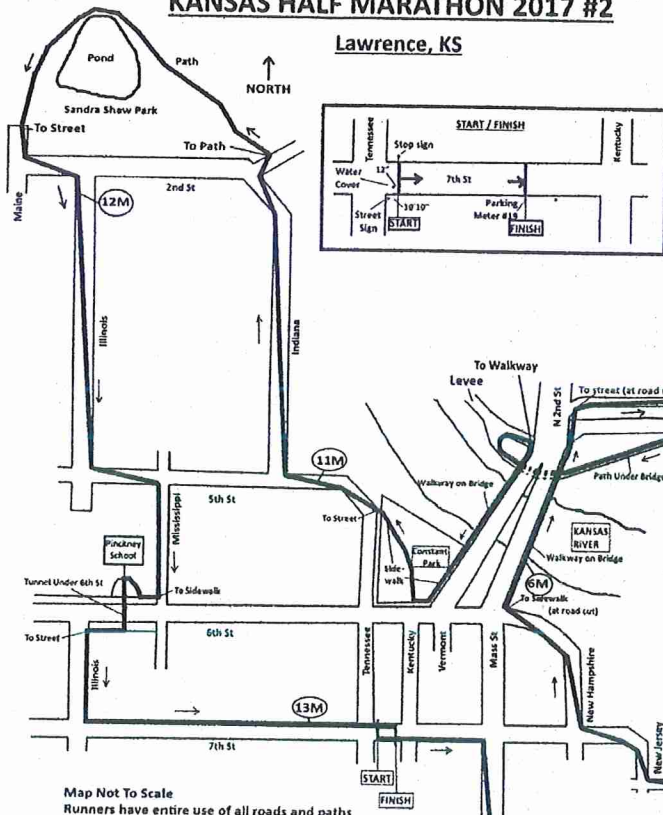 KANSAS HALF MARATHON 2017 #2
Lawrence, KS
NORTH
Pond
Path
Sandra Shaw Park
To Street
To Path
2nd St
Maine
12M
START / FINISH
Tennessee
Stop sign
Kentucky
Water
Cover
12"
7th St
10'10"
Street
Sign
START
Parking
Meter #19
FINISH
Illinois
Indiana
To Walkway
Levee
N 2nd St
To street (at road
11M
Walkway on Bridge
Path Under Bridge
5th St
Mississippi
To Street
Constant
Park
KANSAS
RIVER
Pinckney
School
Side-
walk
Walkway on Bridge
6M
Tunnel Under 6th St
To Sidewalk
To Sidewalk
(at road cut)
To Street
6th St
Illinois
Tennessee
Kentucky
Vermont
Mass St
New Hampshire
13M
7th St
New Jersey
START
FINISH
Map Not To Scale
Runners have entire use of all roads and paths